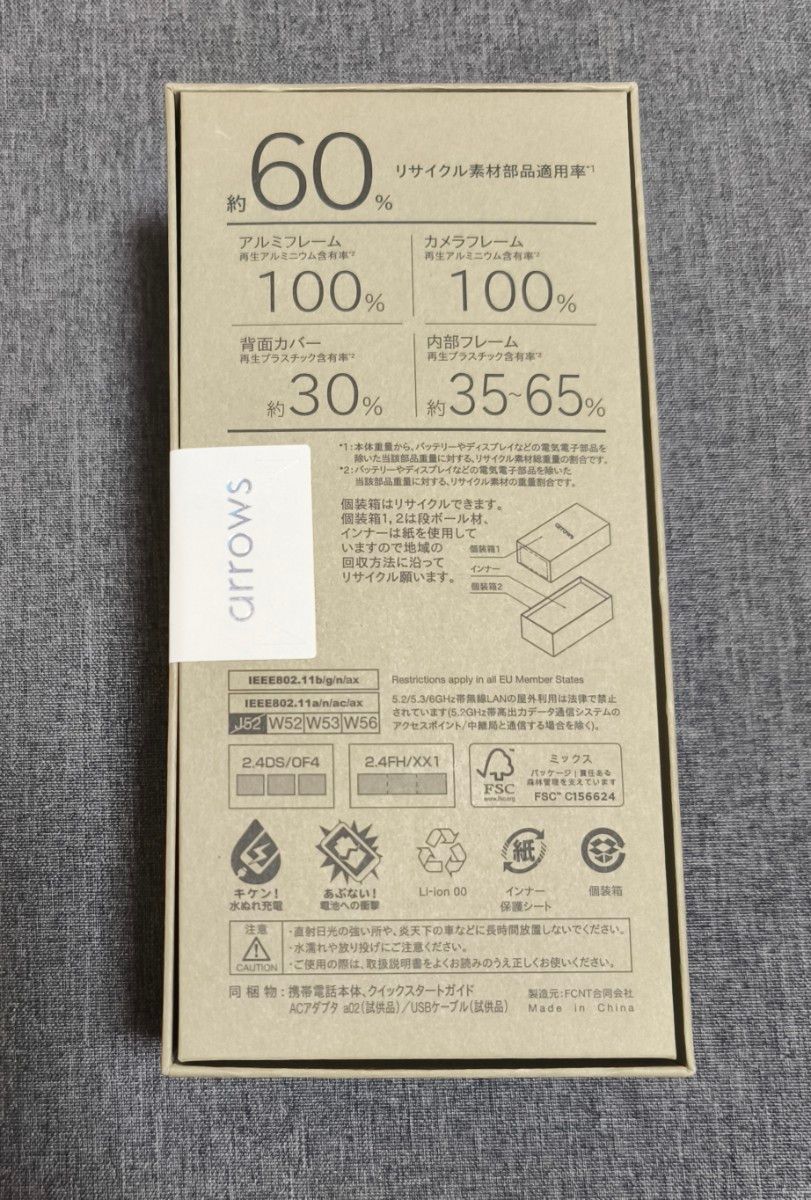 約60% リサイクル素材部品適用率*1
アルミフレーム
再生アルミニウム含有率*2
100%
カメラフレーム
再生アルミニウム含有率*2
100%
背面カバー
再生プラスチック含有率*2
約30%
内部フレーム
再生プラスチック含有率*2
約35~65%
*1:本体重量から、バッテリーやディスプレイなどの電気電子部品を
除いた当該部品重量に対する、リサイクル素材総重量の割合です。
*2:バッテリーやディスプレイなどの電気電子部品を除いた
当該部品重量に対する、リサイクル素材の重量割合です。
arrows
個装箱はリサイクルできます。
個装箱1, 2は段ボール材、
インナーは紙を使用して
いますので地域の
回収方法に沿って
リサイクル願います。
arrows
個装箱1
インナー
個装箱2
IEEE802.11b/g/n/ax
IEEE802.11a/n/ac/ax
J52 W52 W53 W56
Restrictions apply in all EU Member States
5.2/5.3/6GHz帯無線LANの屋外利用は法律で禁止
されています(5.2GHz帯高出力データ通信システムの
アクセスポイント/中継局と通信する場合を除く)。
2.4DS/OF4
2.4FH/XX1
FSC
www.fsc.org
ミックス
パッケージ | 責任ある
森林管理を支えています
FSC™ C156624
キケン!
水ぬれ充電
あぶない!
電池への衝撃
Li-ion 00
紙
インナー
保護シート
個装箱
注意
CAUTION
・直射日光の強い所や、炎天下の車などに長時間放置しないでください。
・水濡れや放り投げにご注意ください。
・ご使用の際は、取扱説明書をよくお読みのうえ正しくお使いください。
同梱物:携帯電話本体、クイックスタートガイド
ACアダプタ a02(試供品)/USBケーブル(試供品)
製造元:FCNT合同会社
Made in China